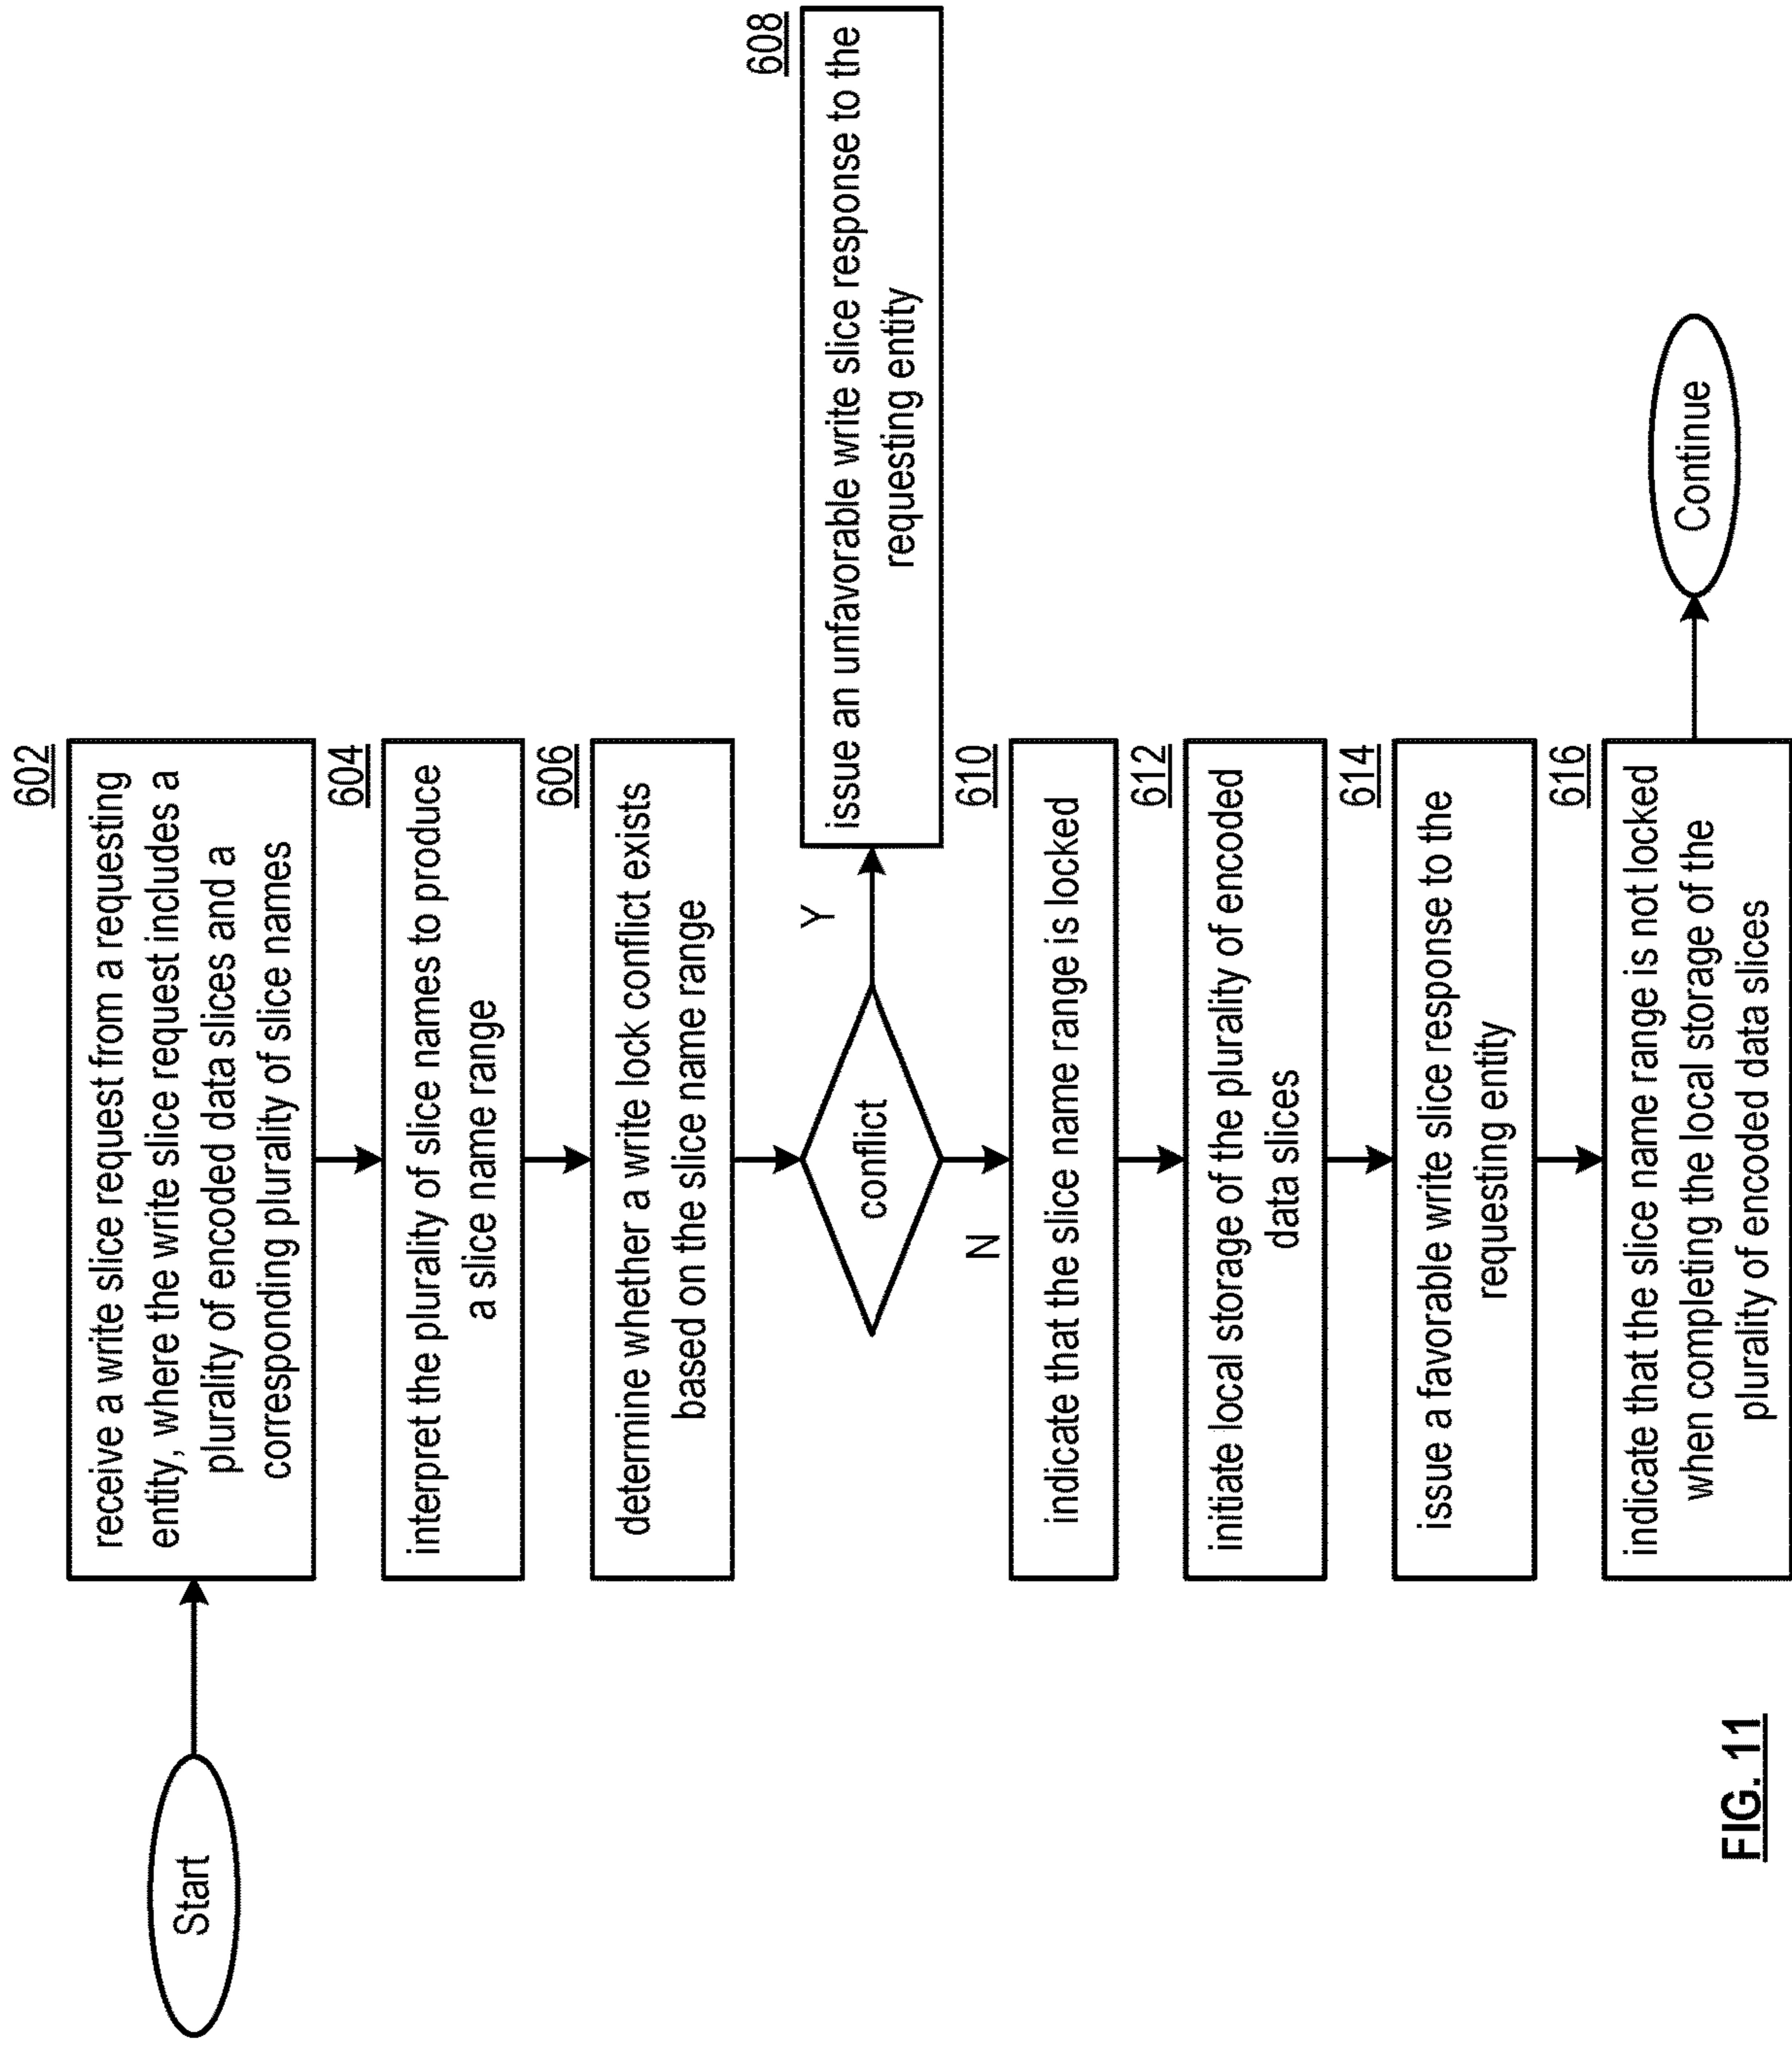 Start
602
receive a write slice request from a requesting
entity, where the write slice request includes a
plurality of encoded data slices and a
corresponding plurality of slice names
604
interpret the plurality of slice names to produce
a slice name range
606
determine whether a write lock conflict exists
based on the slice name range
conflict
Y
608
issue an unfavorable write slice response to the
requesting entity
N
610
indicate that the slice name range is locked
612
initiate local storage of the plurality of encoded
data slices
614
issue a favorable write slice response to the
requesting entity
616
indicate that the slice name range is not locked
when completing the local storage of the
plurality of encoded data slices
Continue
FIG. 11